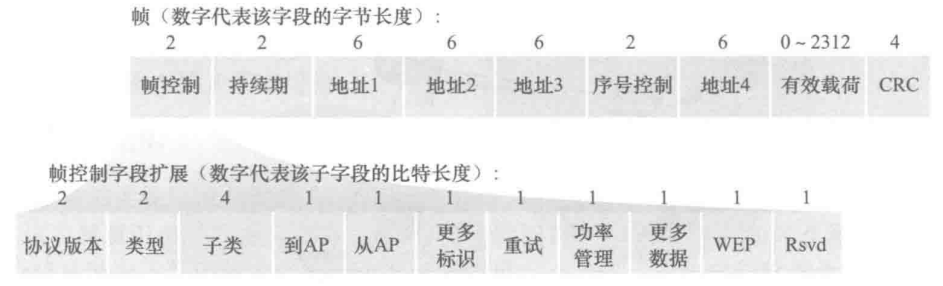 帧（数字代表该字段的字节长度）：
2 2 6 6 6 2 6 0~2312 4
帧控制 持续期 地址1 地址2 地址3 序号控制 地址4 有效载荷 CRC
帧控制字段扩展（数字代表该子字段的比特长度）：
2 2 4 1 1 1 1 1 1 1 1
协议版本 类型 子类 到AP 从AP 更多标识 重试 功率管理 更多数据 WEP Rsvd